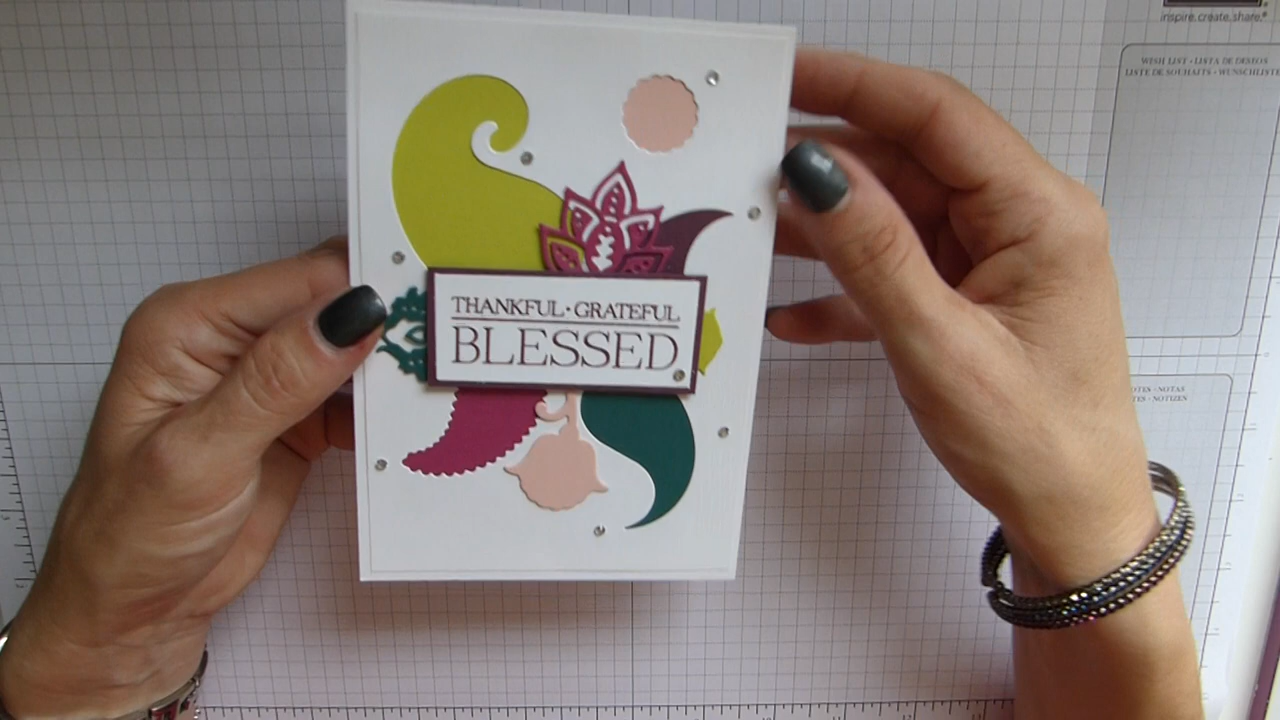 inspire.create.share.®
WISH LIST • LISTA DE DESEOS
LISTE DE SOUHAITS • WUNSCHLISTE
THANKFUL•GRATEFUL
BLESSED
NOTES •NOTAS
NOTES •NOTIZEN